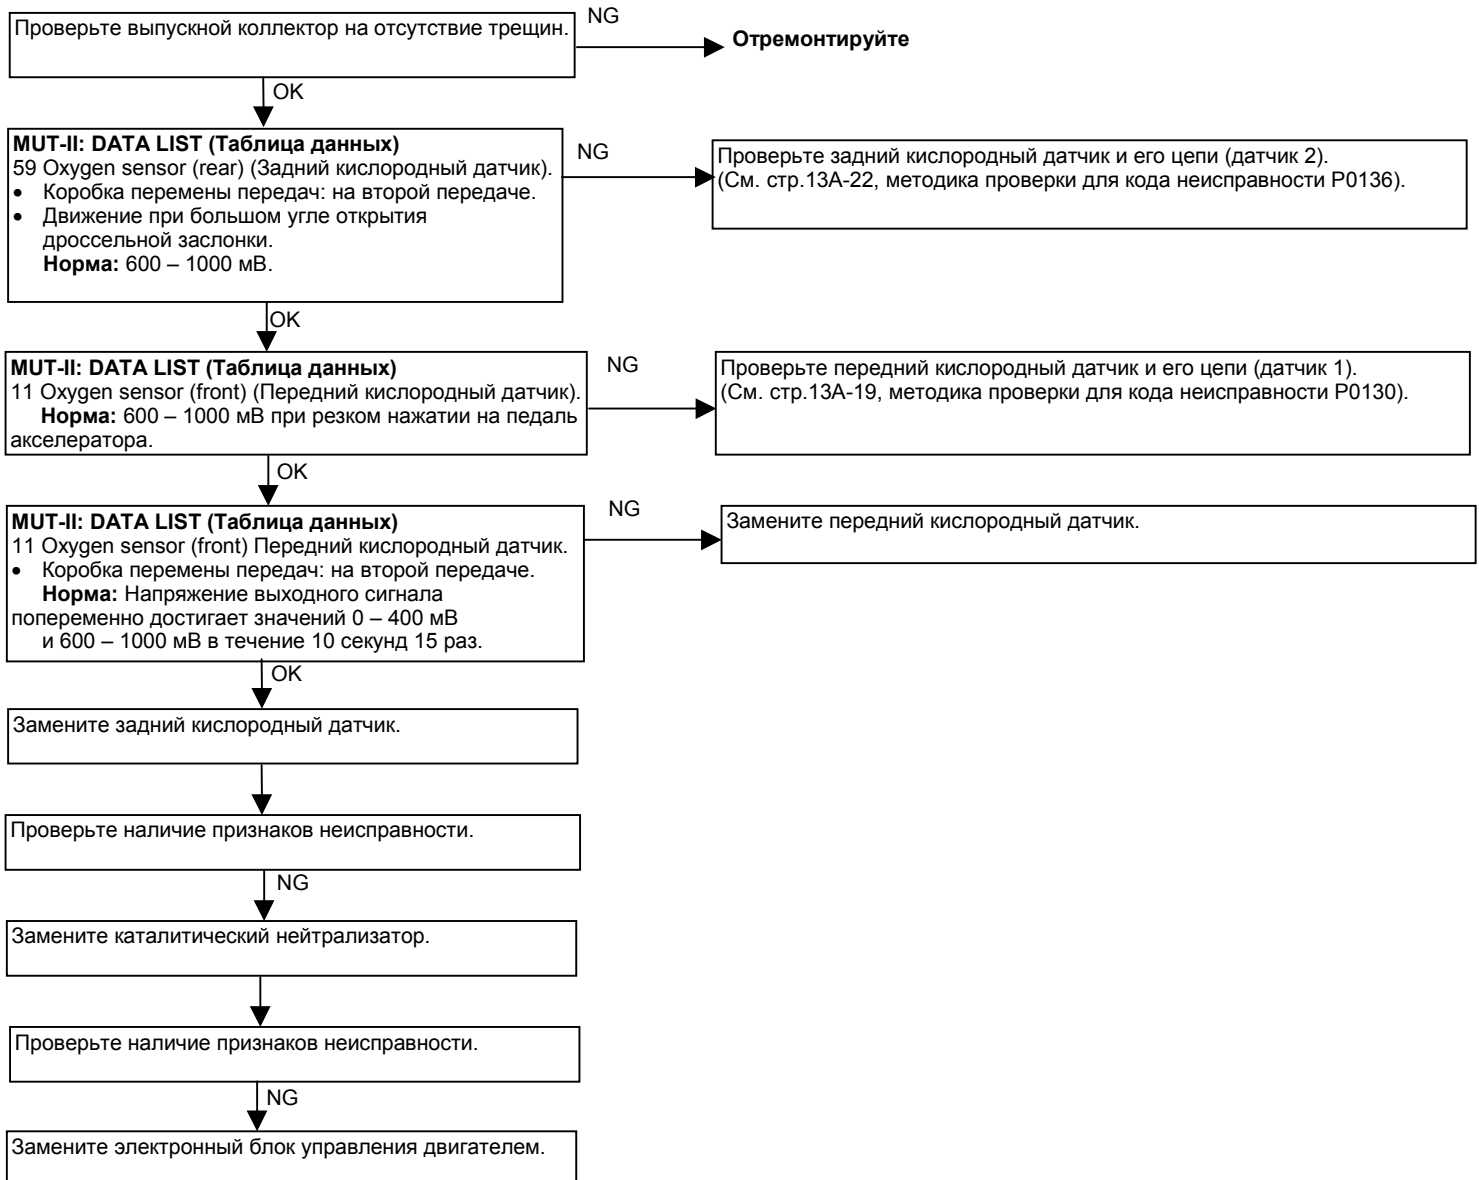 Проверьте выпускной коллектор на отсутствие трещин.
NG
Отремонтируйте
OK
MUT-II: DATA LIST (Таблица данных)
59 Oxygen sensor (rear) (Задний кислородный датчик).
• Коробка перемены передач: на второй передаче.
• Движение при большом угле открытия
дроссельной заслонки.
Норма: 600 – 1000 мВ.
NG
Проверьте задний кислородный датчик и его цепи (датчик 2).
(См. стр.13А-22, методика проверки для кода неисправности Р0136).
OK
MUT-II: DATA LIST (Таблица данных)
11 Oxygen sensor (front) (Передний кислородный датчик).
Норма: 600 – 1000 мВ при резком нажатии на педаль
акселератора.
NG
Проверьте передний кислородный датчик и его цепи (датчик 1).
(См. стр.13А-19, методика проверки для кода неисправности Р0130).
OK
MUT-II: DATA LIST (Таблица данных)
11 Oxygen sensor (front) Передний кислородный датчик.
• Коробка перемены передач: на второй передаче.
Норма: Напряжение выходного сигнала
попеременно достигает значений 0 – 400 мВ
и 600 – 1000 мВ в течение 10 секунд 15 раз.
NG
Замените передний кислородный датчик.
OK
Замените задний кислородный датчик.
Проверьте наличие признаков неисправности.
NG
Замените каталитический нейтрализатор.
Проверьте наличие признаков неисправности.
NG
Замените электронный блок управления двигателем.